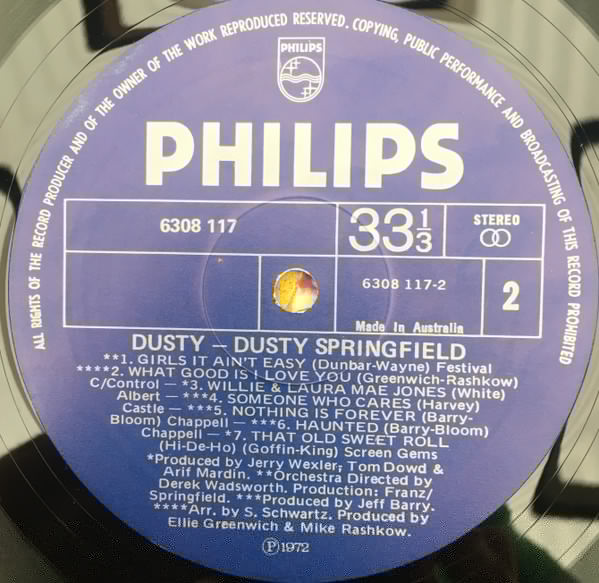 ALL RIGHTS OF THE RECORD PRODUCER AND OF THE OWNER OF THE WORK REPRODUCED RESERVED. COPYING, PUBLIC PERFORMANCE AND BROADCASTING OF THIS RECORD PROHIBITED
PHILIPS
PHILIPS
6308 117
33 1/3
STEREO
6308 117-2
2
Made In Australia
DUSTY – DUSTY SPRINGFIELD
**1. GIRLS IT AIN'T EASY (Dunbar-Wayne) Festival
****2. WHAT GOOD IS I LOVE YOU (Greenwich-Rashkow)
C/Control — *3. WILLIE & LAURA MAE JONES (White)
Albert — ***4. SOMEONE WHO CARES (Harvey)
Castle — ***5. NOTHING IS FOREVER (Barry-
Bloom) Chappell — ***6. HAUNTED (Barry-Bloom)
Chappell — *7. THAT OLD SWEET ROLL
(Hi-De-Ho) (Goffin-King) Screen Gems
*Produced by Jerry Wexler, Tom Dowd &
Arif Mardin. **Orchestra Directed by
Derek Wadsworth. Production: Franz/
Springfield. ***Produced by Jeff Barry.
****Arr. by S. Schwartz. Produced by
Ellie Greenwich & Mike Rashkow.
Ⓟ1972